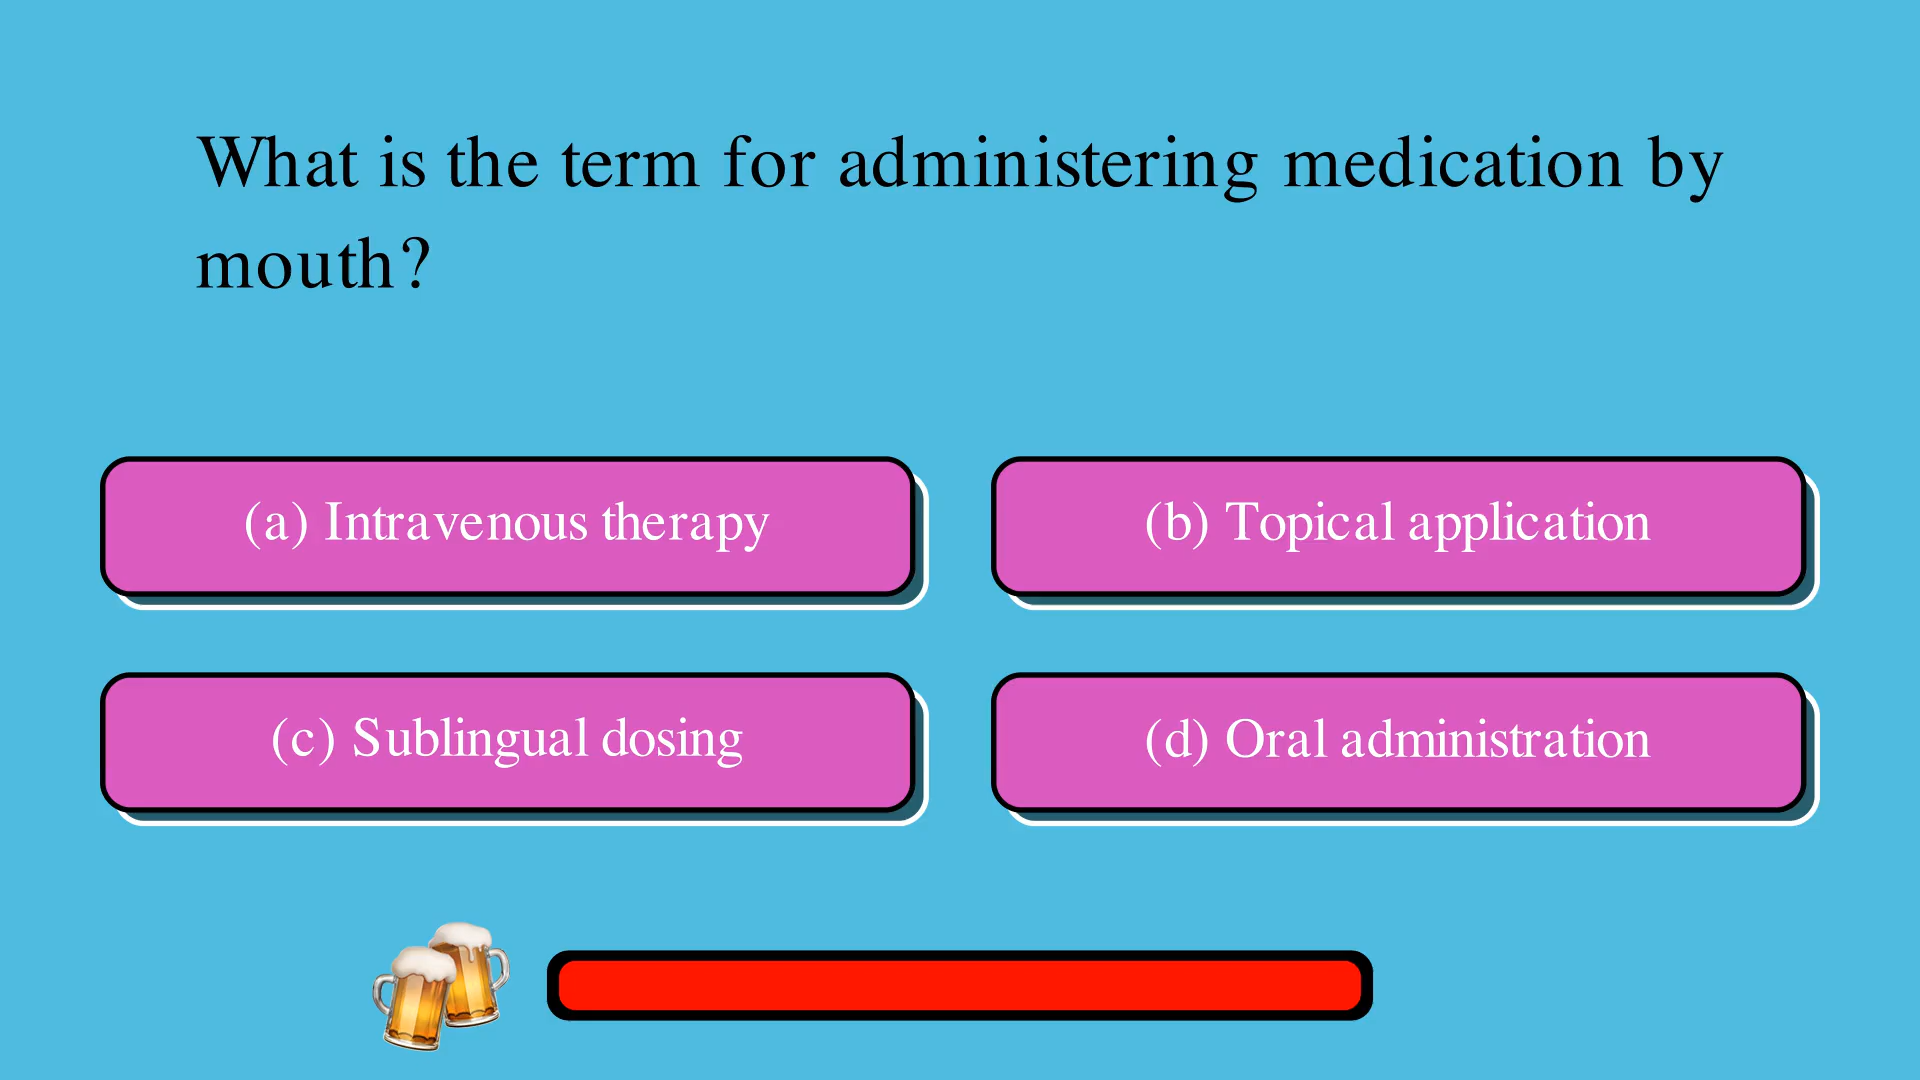 What is the term for administering medication by
mouth?
(a) Intravenous therapy
(b) Topical application
(c) Sublingual dosing
(d) Oral administration